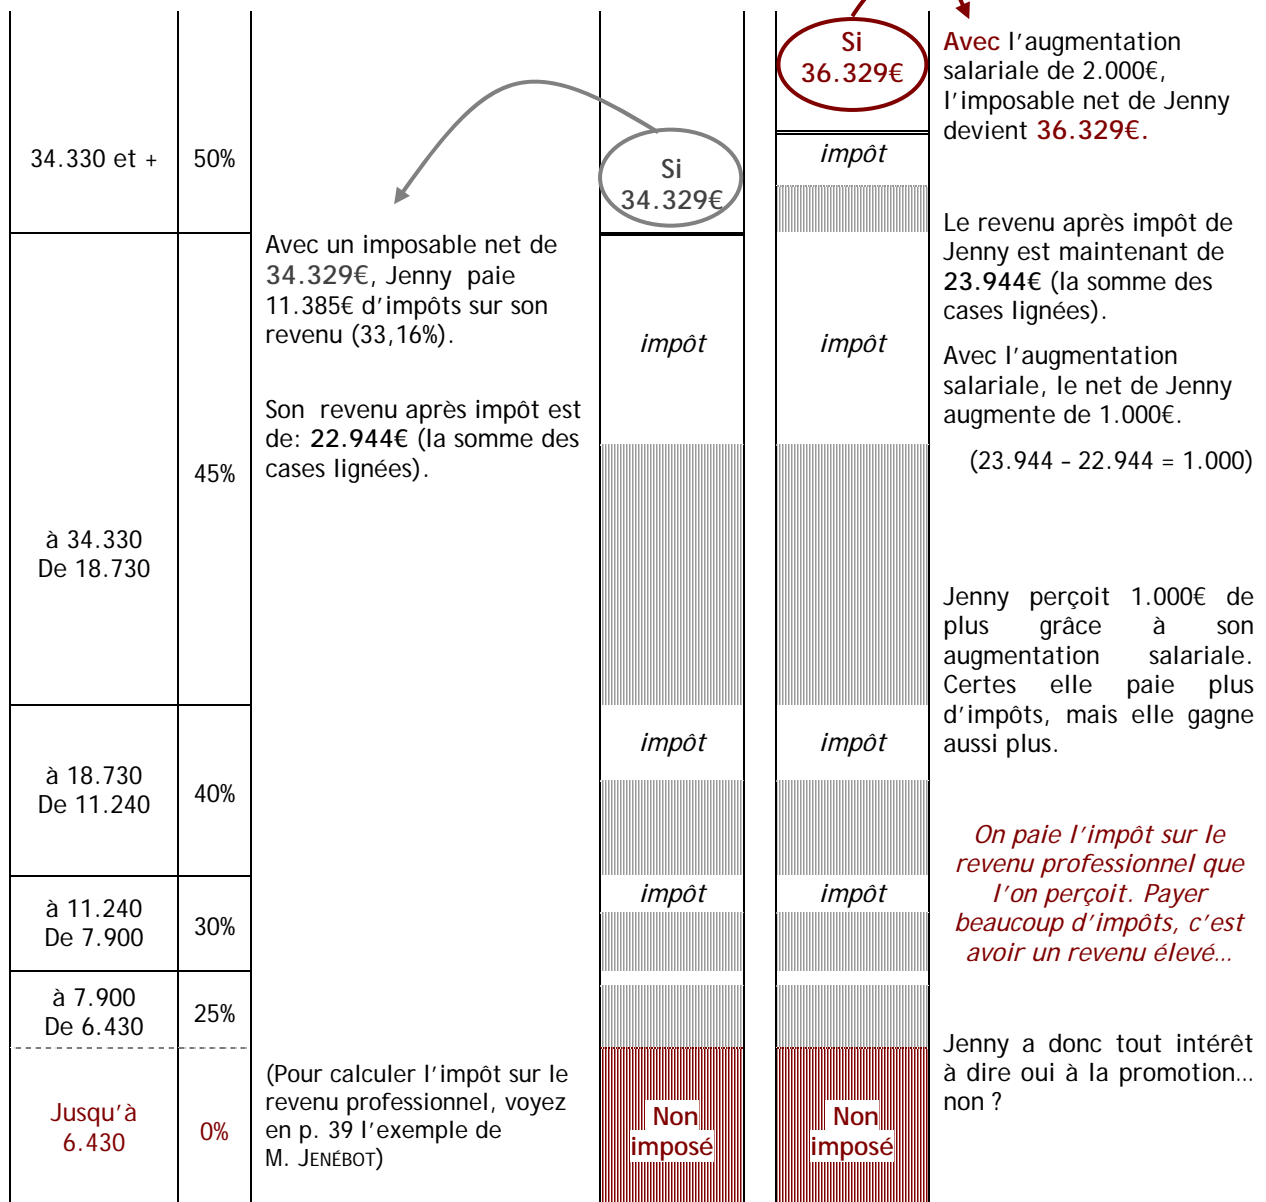 34.330 et +
50%
à 34.330
De 18.730
45%
à 18.730
De 11.240
40%
à 11.240
De 7.900
30%
à 7.900
De 6.430
25%
Jusqu'à
6.430
0%
Avec un imposable net de
34.329€, Jenny paie
11.385€ d'impôts sur son
revenu (33,16%).
Son revenu après impôt est
de: 22.944€ (la somme des
cases lignées).
(Pour calculer l'impôt sur le
revenu professionnel, voyez
en p. 39 l'exemple de
M. JENÉBOT)
Si
34.329€
impôt
impôt
impôt
Non
imposé
Si
36.329€
impôt
impôt
impôt
impôt
Non
imposé
Avec l'augmentation
salariale de 2.000€,
l'imposable net de Jenny
devient 36.329€.
Le revenu après impôt de
Jenny est maintenant de
23.944€ (la somme des
cases lignées).
Avec l'augmentation
salariale, le net de Jenny
augmente de 1.000€.
(23.944 – 22.944 = 1.000)
Jenny perçoit 1.000€ de
plus grâce à son
augmentation salariale.
Certes elle paie plus
d'impôts, mais elle gagne
aussi plus.
On paie l'impôt sur le
revenu professionnel que
l'on perçoit. Payer
beaucoup d'impôts, c'est
avoir un revenu élevé…
Jenny a donc tout intérêt
à dire oui à la promotion…
non ?